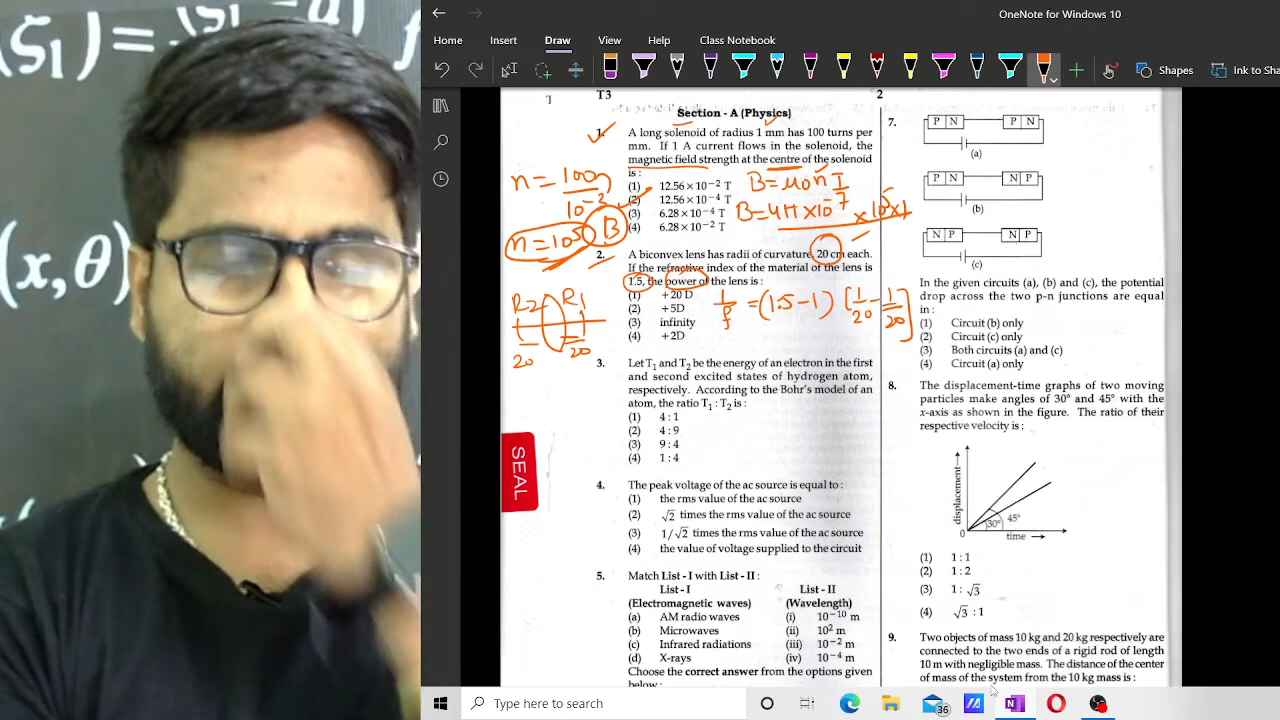 (ς₁) =
(x, θ)
OneNote for Windows 10
Home Insert Draw View Help Class Notebook
Shapes
Ink to Sha
T3
2
Section - A (Physics)
1. A long solenoid of radius 1 mm has 100 turns per
mm. If 1 A current flows in the solenoid, the
magnetic field strength at the centre of the solenoid
is :
(1) 12.56 × 10⁻² T
(2) 12.56 × 10⁻⁴ T
(3) 6.28 × 10⁻⁴ T
(4) 6.28 × 10⁻² T
B = μ0 n I
B = 4π × 10⁻⁷ × 10⁵ × 1
n = 10⁵
B
2. A biconvex lens has radii of curvature, 20 cm each.
If the refractive index of the material of the lens is
1.5, the power of the lens is :
(1) +20 D
(2) +5D
(3) infinity
(4) +2D
1/f = (1.5 − 1) [1/20 − 1/20]
R2 R1
20 20
3. Let T₁ and T₂ be the energy of an electron in the first
and second excited states of hydrogen atom,
respectively. According to the Bohr's model of an
atom, the ratio T₁ : T₂ is :
(1) 4 : 1
(2) 4 : 9
(3) 9 : 4
(4) 1 : 4
SEAL
4. The peak voltage of the ac source is equal to :
(1) the rms value of the ac source
(2) √2 times the rms value of the ac source
(3) 1/√2 times the rms value of the ac source
(4) the value of voltage supplied to the circuit
5. Match List - I with List - II :
List - I List - II
(Electromagnetic waves) (Wavelength)
(a) AM radio waves (i) 10⁻¹⁰ m
(b) Microwaves (ii) 10² m
(c) Infrared radiations (iii) 10⁻² m
(d) X-rays (iv) 10⁻⁴ m
Choose the correct answer from the options given
below :
7. P N P N
(a)
P N N P
(b)
N P N P
(c)
In the given circuits (a), (b) and (c), the potential
drop across the two p-n junctions are equal
in :
(1) Circuit (b) only
(2) Circuit (c) only
(3) Both circuits (a) and (c)
(4) Circuit (a) only
8. The displacement-time graphs of two moving
particles make angles of 30° and 45° with the
x-axis as shown in the figure. The ratio of their
respective velocity is :
displacement
45°
30°
0
time
(1) 1 : 1
(2) 1 : 2
(3) 1 : √3
(4) √3 : 1
9. Two objects of mass 10 kg and 20 kg respectively are
connected to the two ends of a rigid rod of length
10 m with negligible mass. The distance of the center
of mass of the system from the 10 kg mass is :
Type here to search
36